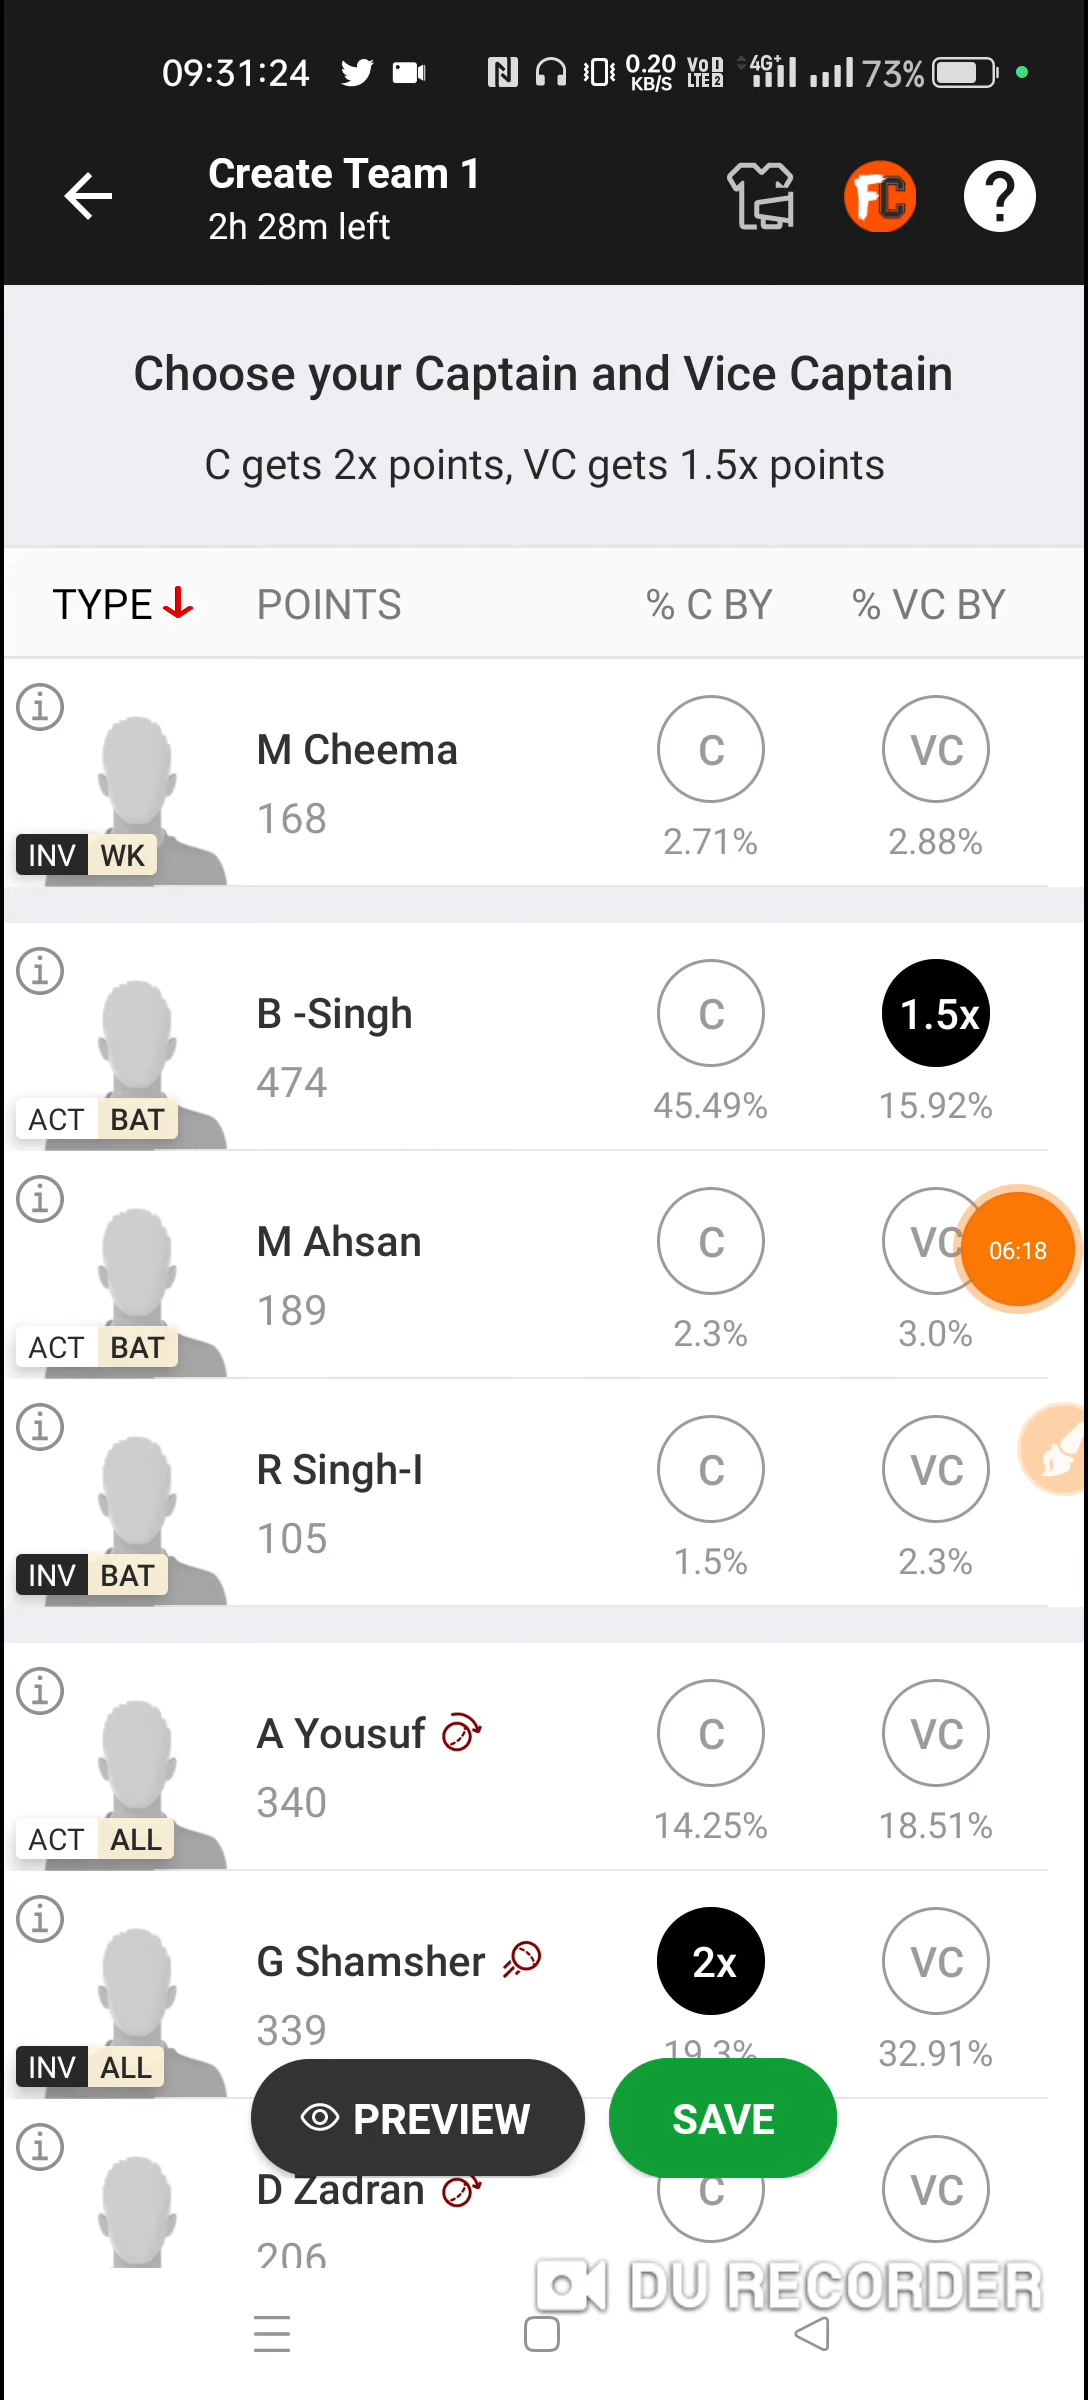 09:31:24 0.20 KB/S VoD LTE2 4G+ 73%
Create Team 1
2h 28m left
FC ?
Choose your Captain and Vice Captain
C gets 2x points, VC gets 1.5x points
TYPE POINTS % C BY % VC BY
M Cheema
168
INV WK
C VC
2.71% 2.88%
B -Singh
474
ACT BAT
C 1.5x
45.49% 15.92%
M Ahsan
189
ACT BAT
C VC
06:18
2.3% 3.0%
R Singh-I
105
INV BAT
C VC
1.5% 2.3%
A Yousuf
340
ACT ALL
C VC
14.25% 18.51%
G Shamsher
339
INV ALL
2x VC
19.3% 32.91%
PREVIEW SAVE
D Zadran
206
C VC
DU RECORDER